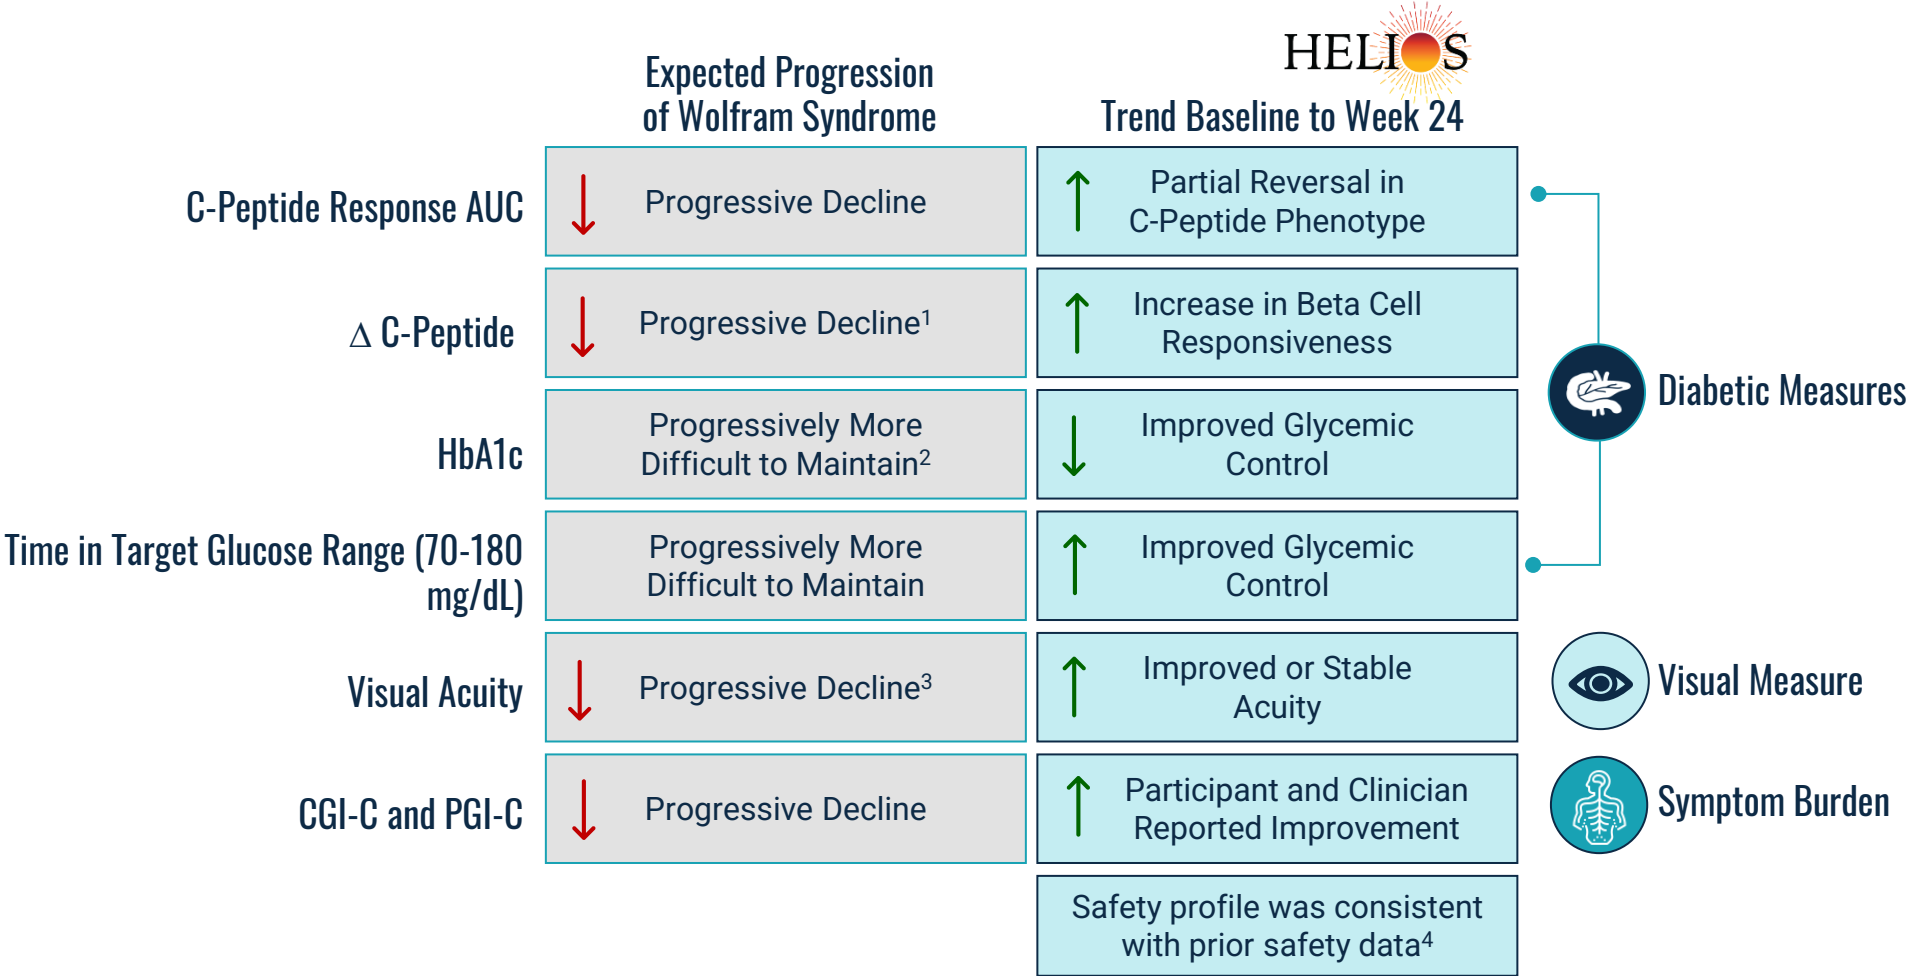 HELIOS
Expected Progression
of Wolfram Syndrome
Trend Baseline to Week 24
C-Peptide Response AUC
Progressive Decline
Partial Reversal in
C-Peptide Phenotype
Δ C-Peptide
Progressive Decline¹
Increase in Beta Cell
Responsiveness
HbA1c
Progressively More
Difficult to Maintain²
Improved Glycemic
Control
Diabetic Measures
Time in Target Glucose Range (70-180
mg/dL)
Progressively More
Difficult to Maintain
Improved Glycemic
Control
Visual Acuity
Progressive Decline³
Improved or Stable
Acuity
Visual Measure
CGI-C and PGI-C
Progressive Decline
Participant and Clinician
Reported Improvement
Symptom Burden
Safety profile was consistent
with prior safety data⁴